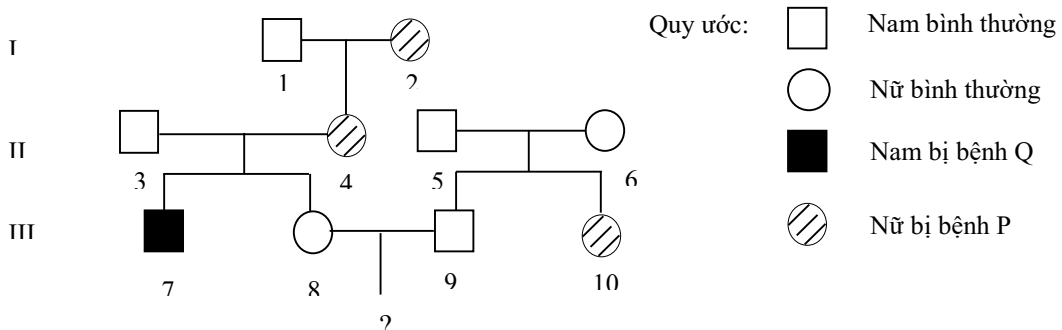 I
1
2
Quy ước:
Nam bình thường
Nữ bình thường
II
3
4
5
6
Nam bị bệnh Q
III
7
8
9
10
?
Nữ bị bệnh P